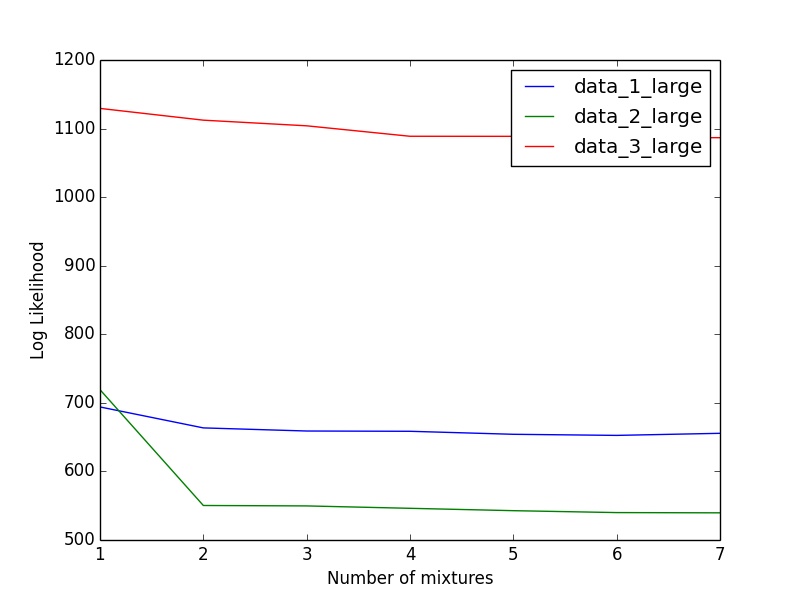 1200
1100
1000
900
800
700
600
500
Log Likelihood
data_1_large
data_2_large
data_3_large
1 2 3 4 5 6 7
Number of mixtures